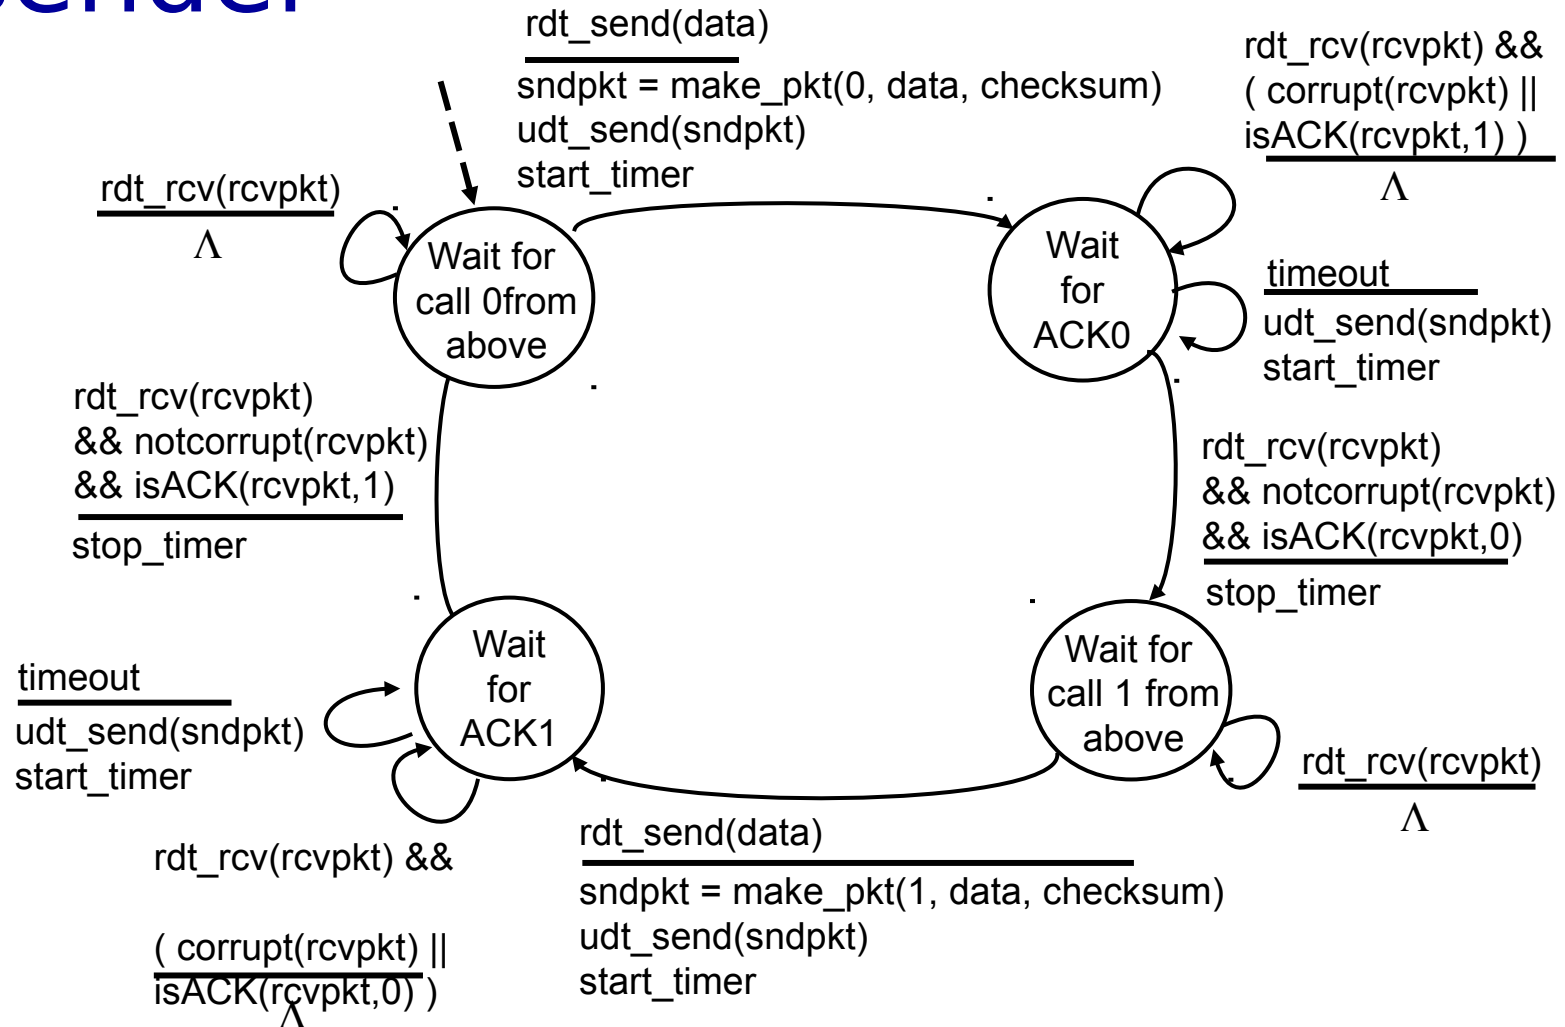 rdt_send(data)
sndpkt = make_pkt(0, data, checksum)
udt_send(sndpkt)
start_timer
rdt_rcv(rcvpkt) &&
( corrupt(rcvpkt) ||
isACK(rcvpkt,1) )
Λ
rdt_rcv(rcvpkt)
Λ
Wait for
call 0from
above
Wait
for
ACK0
timeout
udt_send(sndpkt)
start_timer
rdt_rcv(rcvpkt)
&& notcorrupt(rcvpkt)
&& isACK(rcvpkt,1)
stop_timer
rdt_rcv(rcvpkt)
&& notcorrupt(rcvpkt)
&& isACK(rcvpkt,0)
stop_timer
Wait
for
ACK1
Wait for
call 1 from
above
timeout
udt_send(sndpkt)
start_timer
rdt_rcv(rcvpkt)
Λ
rdt_rcv(rcvpkt) &&
( corrupt(rcvpkt) ||
isACK(rcvpkt,0) )
Λ
rdt_send(data)
sndpkt = make_pkt(1, data, checksum)
udt_send(sndpkt)
start_timer